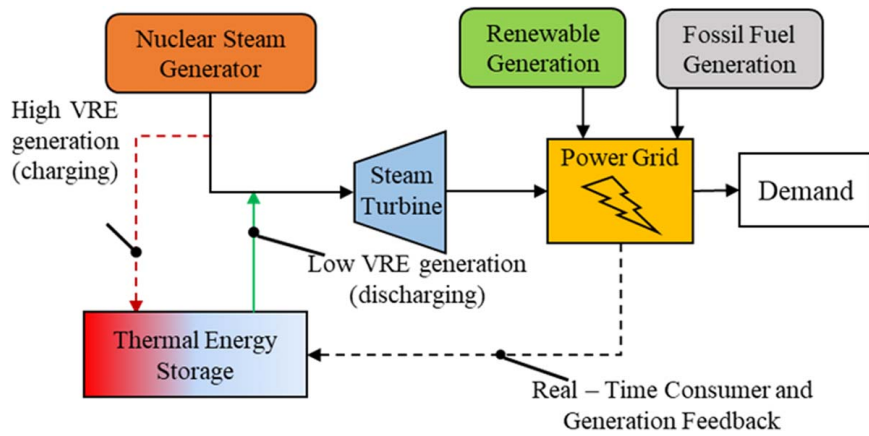 Nuclear Steam
Generator
Renewable
Generation
Fossil Fuel
Generation
High VRE
generation
(charging)
Steam
Turbine
Power Grid
Demand
Low VRE generation
(discharging)
Thermal Energy
Storage
Real – Time Consumer and
Generation Feedback